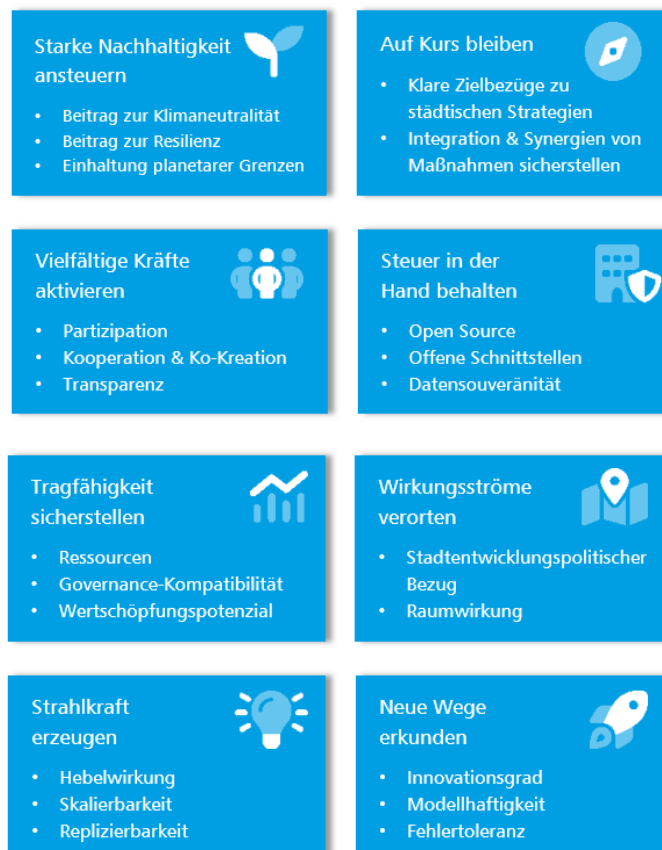 Starke Nachhaltigkeit
ansteuern
• Beitrag zur Klimaneutralität
• Beitrag zur Resilienz
• Einhaltung planetarer Grenzen
Auf Kurs bleiben
• Klare Zielbezüge zu
städtischen Strategien
• Integration & Synergien von
Maßnahmen sicherstellen
Vielfältige Kräfte
aktivieren
• Partizipation
• Kooperation & Ko-Kreation
• Transparenz
Steuer in der
Hand behalten
• Open Source
• Offene Schnittstellen
• Datensouveränität
Tragfähigkeit
sicherstellen
• Ressourcen
• Governance-Kompatibilität
• Wertschöpfungspotenzial
Wirkungsströme
verorten
• Stadtentwicklungspolitischer
Bezug
• Raumwirkung
Strahlkraft
erzeugen
• Hebelwirkung
• Skalierbarkeit
• Replizierbarkeit
Neue Wege
erkunden
• Innovationsgrad
• Modellhaftigkeit
• Fehlertoleranz